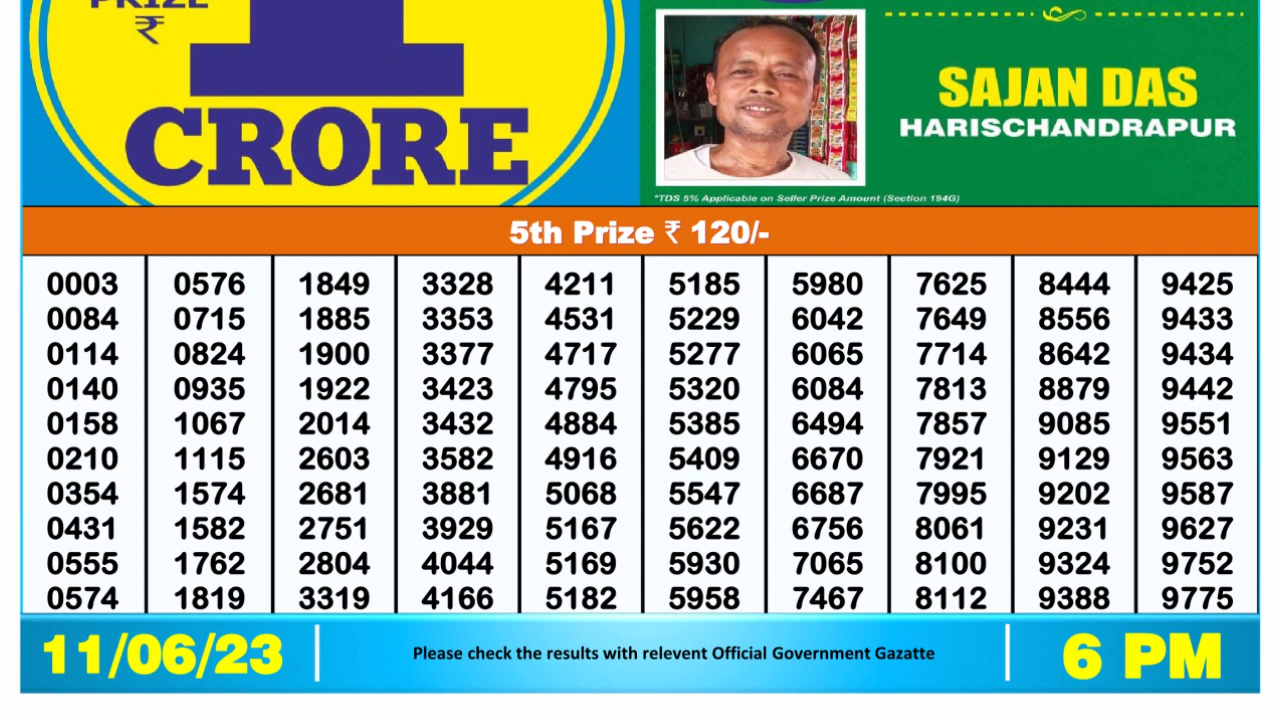 PRIZE
₹
1
CRORE
SAJAN DAS
HARISCHANDRAPUR
*TDS 5% Applicable on Seller Prize Amount (Section 194G)
5th Prize ₹ 120/-
0003 0576 1849 3328 4211 5185 5980 7625 8444 9425
0084 0715 1885 3353 4531 5229 6042 7649 8556 9433
0114 0824 1900 3377 4717 5277 6065 7714 8642 9434
0140 0935 1922 3423 4795 5320 6084 7813 8879 9442
0158 1067 2014 3432 4884 5385 6494 7857 9085 9551
0210 1115 2603 3582 4916 5409 6670 7921 9129 9563
0354 1574 2681 3881 5068 5547 6687 7995 9202 9587
0431 1582 2751 3929 5167 5622 6756 8061 9231 9627
0555 1762 2804 4044 5169 5930 7065 8100 9324 9752
0574 1819 3319 4166 5182 5958 7467 8112 9388 9775
11/06/23
Please check the results with relevent Official Government Gazatte
6 PM